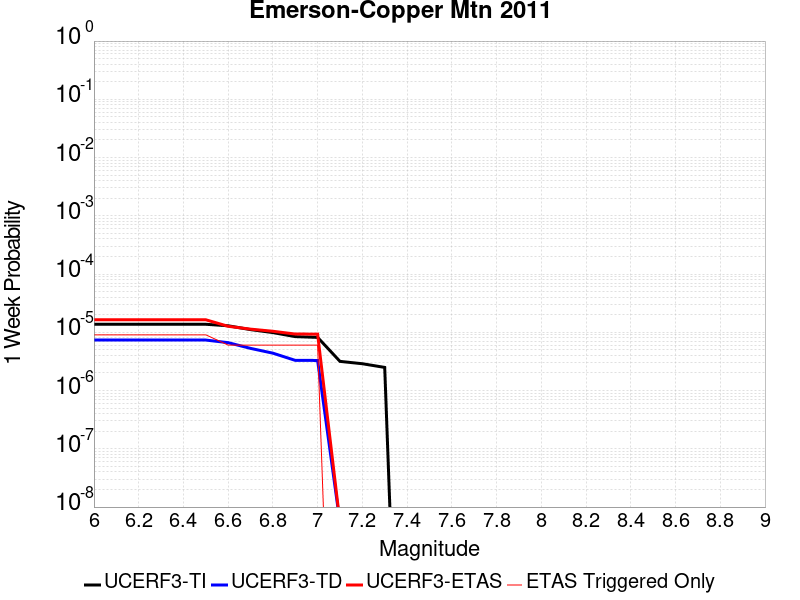 Emerson-Copper Mtn 2011
1 Week Probability
10^0
10^-1
10^-2
10^-3
10^-4
10^-5
10^-6
10^-7
10^-8
6 6.2 6.4 6.6 6.8 7 7.2 7.4 7.6 7.8 8 8.2 8.4 8.6 8.8 9
Magnitude
UCERF3-TI UCERF3-TD UCERF3-ETAS ETAS Triggered Only